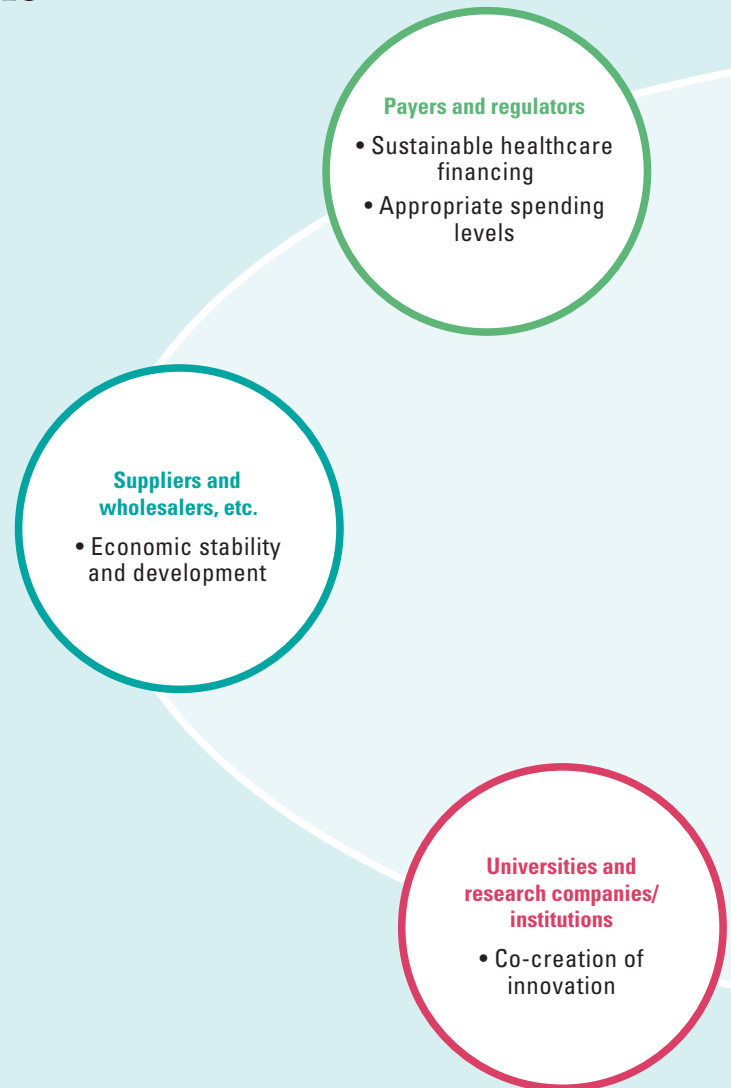 Payers and regulators
• Sustainable healthcare
financing
• Appropriate spending
levels
Suppliers and
wholesalers, etc.
• Economic stability
and development
Universities and
research companies/
institutions
• Co-creation of
innovation